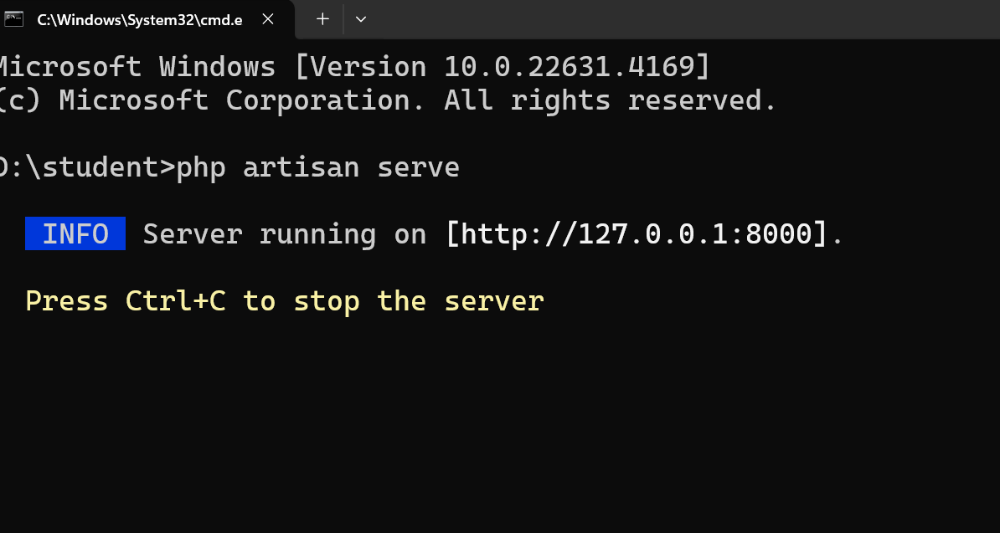 C:\Windows\System32\cmd.e
Microsoft Windows [Version 10.0.22631.4169]
(c) Microsoft Corporation. All rights reserved.
D:\student>php artisan serve
INFO Server running on [http://127.0.0.1:8000].
Press Ctrl+C to stop the server